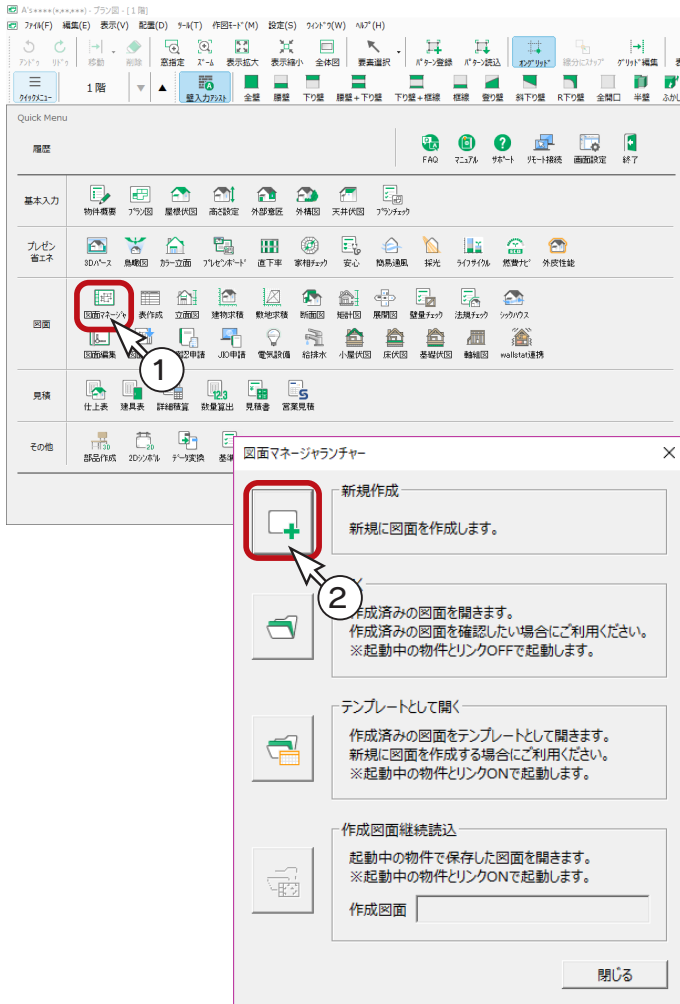 A's****(*.**.***) - プラン図 - [1 階]
ファイル(F) 編集(E) 表示(V) 配置(D) ツール(T) 作図モード(M) 設定(S) ウィンドウ(W) ヘルプ(H)
アンドゥ リドゥ 移動 削除 窓指定 ズーム 表示拡大 表示縮小 全体図 要素選択 パターン登録 パターン読込 オングリッド 線分にスナップ グリッド編集
クイックメニュー 1 階 壁入力アシスト 全壁 腰壁 下り壁 腰壁+下り壁 下り壁+框線 框線 登り壁 斜下り壁 R下り壁 全開口 半壁 ふかし
Quick Menu
履歴
FAQ マニュアル サポート リモート接続 画面設定 終了
基本入力
物件概要 プラン図 屋根伏図 高さ設定 外部意匠 外構図 天井伏図 プランチェック
プレゼン
省エネ
3Dパース 鳥瞰図 カラー立面 プレゼンボード 直下率 家相チェック 安心 簡易通風 採光 ライフサイクル 燃費ナビ 外皮性能
図面
図面マネージャ 表作成 立面図 建物求積 敷地求積 断面図 矩計図 展開図 壁量チェック 法規チェック シックハウス
図面編集 確認申請 JIO申請 電気設備 給排水 小屋伏図 床伏図 基礎伏図 軸組図 wallstat連携
1
見積
仕上表 建具表 詳細積算 数量算出 見積書 営業見積
その他
部品作成 2Dシンボル データ変換 基準
図面マネージャランチャー
新規作成
新規に図面を作成します。
2
作成済みの図面を開きます。
作成済みの図面を確認したい場合にご利用ください。
※起動中の物件とリンクOFFで起動します。
テンプレートとして開く
作成済みの図面をテンプレートとして開きます。
新規に図面を作成する場合にご利用ください。
※起動中の物件とリンクONで起動します。
作成図面継続読込
起動中の物件で保存した図面を開きます。
※起動中の物件とリンクONで起動します。
作成図面
閉じる